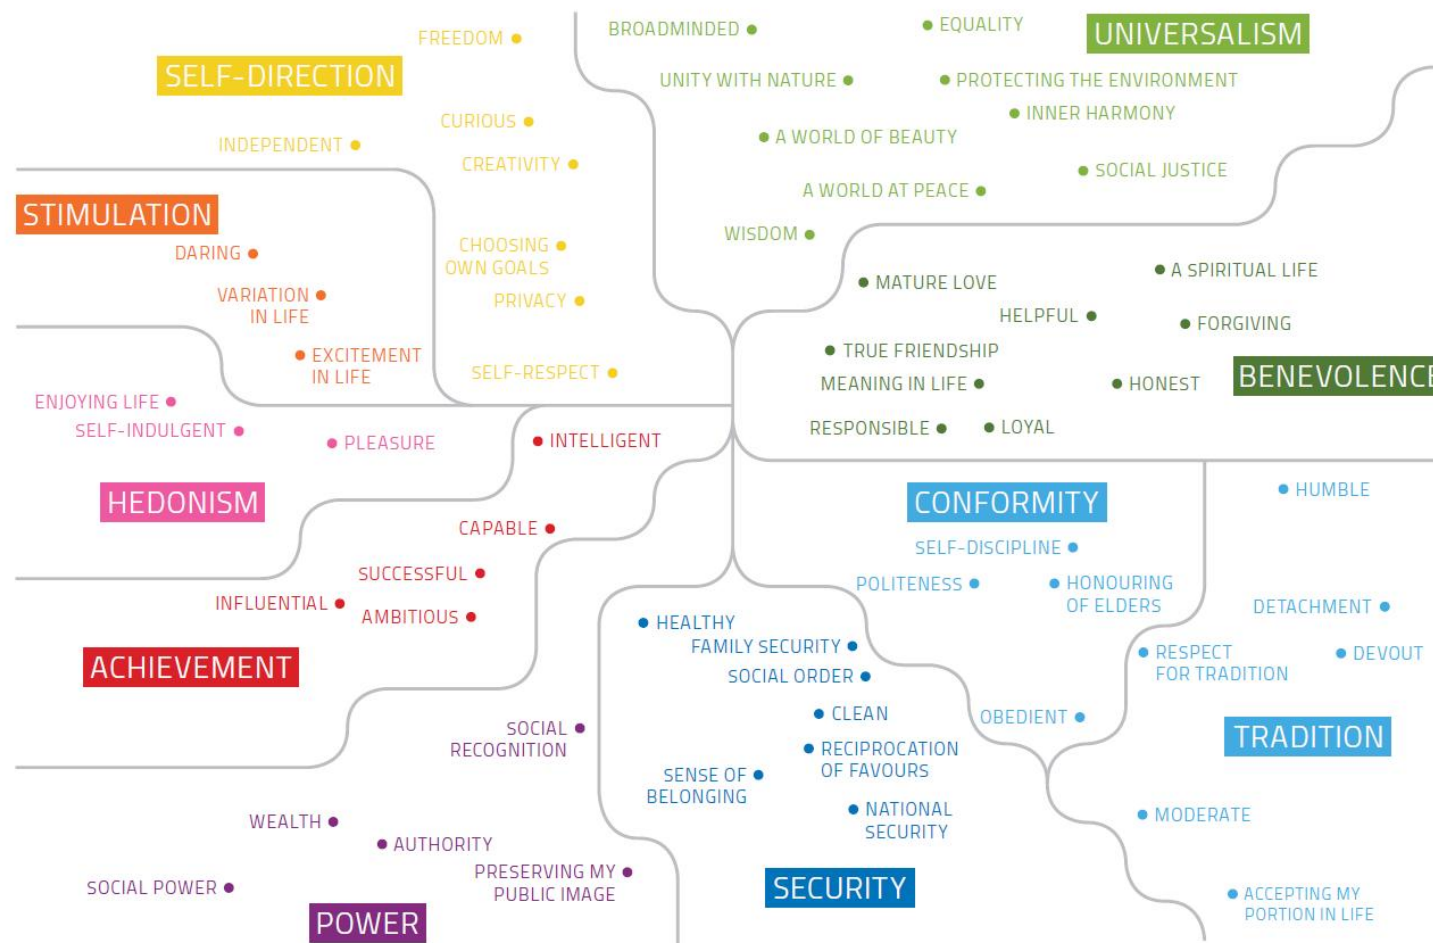 FREEDOM
SELF-DIRECTION
CURIOUS
INDEPENDENT
CREATIVITY
CHOOSING
OWN GOALS
PRIVACY
SELF-RESPECT
BROADMINDED
EQUALITY
UNIVERSALISM
UNITY WITH NATURE
PROTECTING THE ENVIRONMENT
INNER HARMONY
A WORLD OF BEAUTY
SOCIAL JUSTICE
A WORLD AT PEACE
WISDOM
STIMULATION
DARING
VARIATION
IN LIFE
EXCITEMENT
IN LIFE
MATURE LOVE
A SPIRITUAL LIFE
HELPFUL
FORGIVING
TRUE FRIENDSHIP
MEANING IN LIFE
HONEST
BENEVOLENCE
RESPONSIBLE
LOYAL
ENJOYING LIFE
SELF-INDULGENT
PLEASURE
HEDONISM
INTELLIGENT
CAPABLE
SUCCESSFUL
INFLUENTIAL
AMBITIOUS
ACHIEVEMENT
CONFORMITY
SELF-DISCIPLINE
POLITENESS
HONOURING
OF ELDERS
OBEDIENT
HUMBLE
DETACHMENT
RESPECT
FOR TRADITION
DEVOUT
TRADITION
MODERATE
ACCEPTING MY
PORTION IN LIFE
HEALTHY
FAMILY SECURITY
SOCIAL ORDER
CLEAN
RECIPROCATION
OF FAVOURS
SENSE OF
BELONGING
NATIONAL
SECURITY
SECURITY
SOCIAL
RECOGNITION
WEALTH
AUTHORITY
PRESERVING MY
PUBLIC IMAGE
SOCIAL POWER
POWER